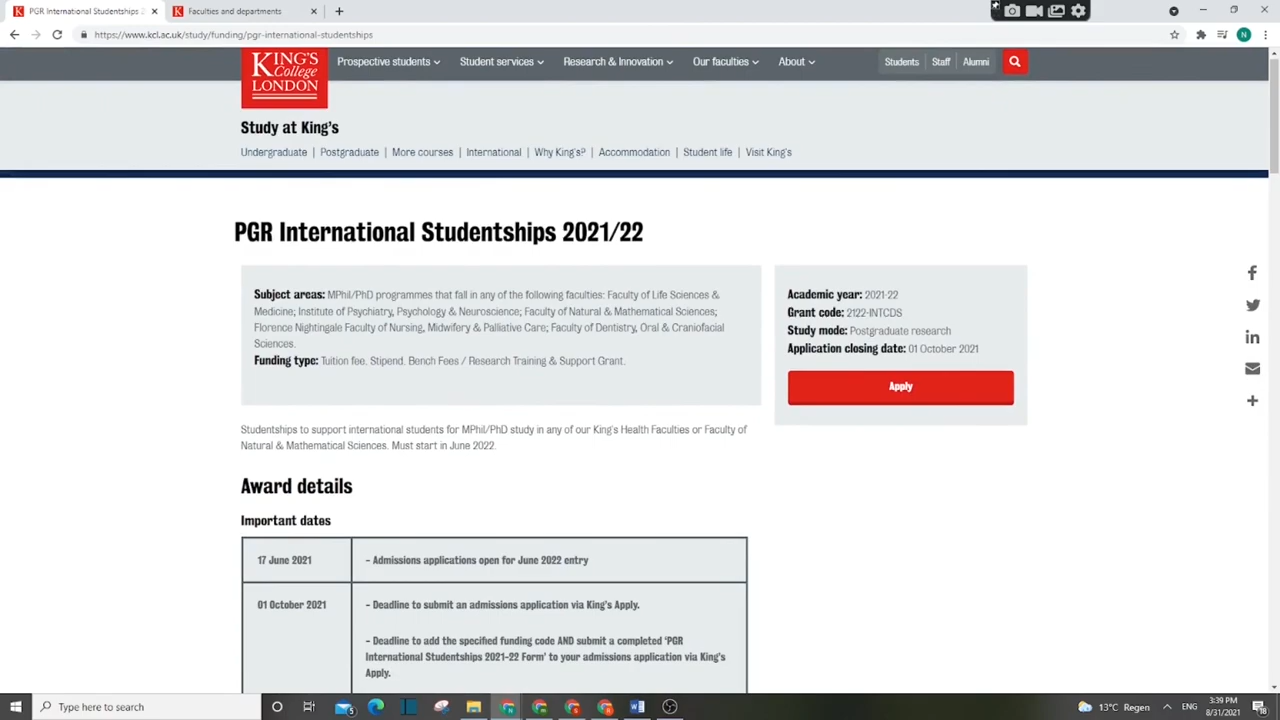 PGR International Studentships 2
Faculties and departments
https://www.kcl.ac.uk/study/funding/pgr-international-studentships
N
KING'S
College
LONDON
Prospective students
Student services
Research & Innovation
Our faculties
About
Students
Staff
Alumni
Study at King's
Undergraduate | Postgraduate | More courses | International | Why King's? | Accommodation | Student life | Visit King's
PGR International Studentships 2021/22
Subject areas: MPhil/PhD programmes that fall in any of the following faculties: Faculty of Life Sciences &
Medicine; Institute of Psychiatry, Psychology & Neuroscience; Faculty of Natural & Mathematical Sciences;
Florence Nightingale Faculty of Nursing, Midwifery & Palliative Care; Faculty of Dentistry, Oral & Craniofacial
Sciences.
Funding type: Tuition fee. Stipend. Bench Fees / Research Training & Support Grant.
Academic year: 2021-22
Grant code: 2122-INTCDS
Study mode: Postgraduate research
Application closing date: 01 October 2021
Apply
Studentships to support international students for MPhil/PhD study in any of our King's Health Faculties or Faculty of
Natural & Mathematical Sciences. Must start in June 2022.
Award details
Important dates
17 June 2021
- Admissions applications open for June 2022 entry
01 October 2021
- Deadline to submit an admissions application via King's Apply.
- Deadline to add the specified funding code AND submit a completed ‘PGR
International Studentships 2021-22 Form’ to your admissions application via King's
Apply.
Type here to search
13°C Regen
ENG
3:39 PM
8/31/2021